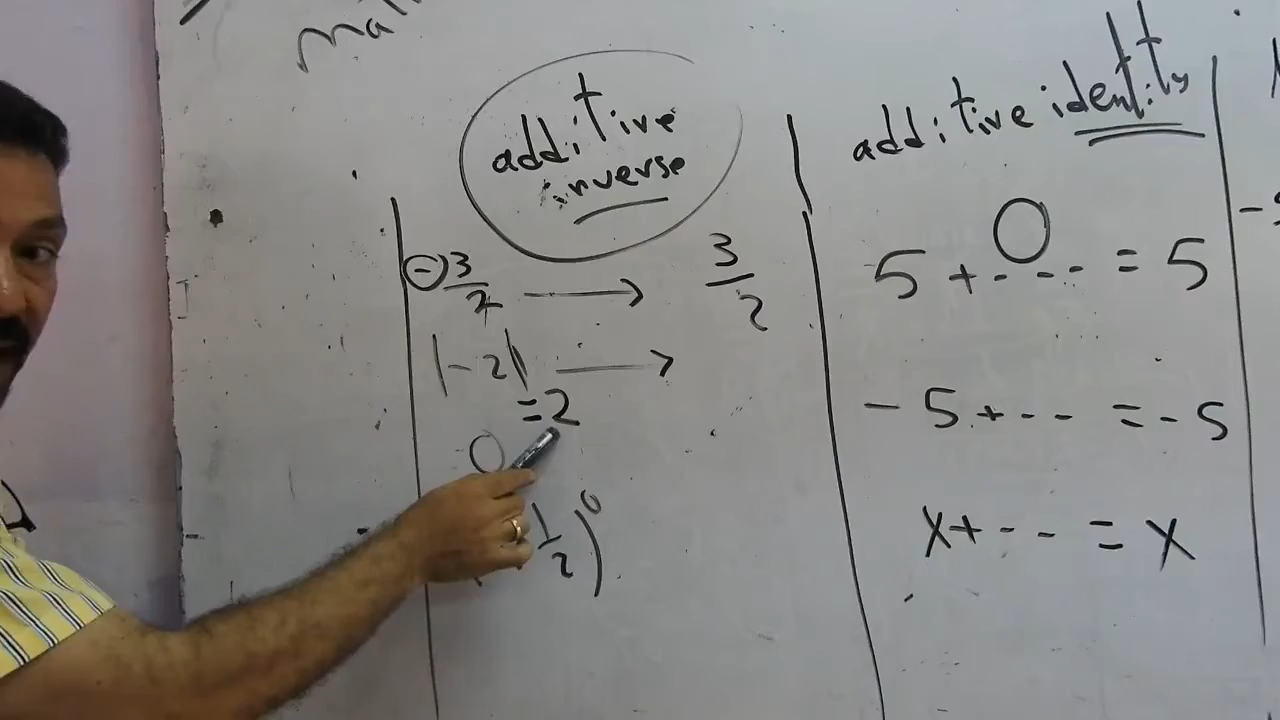 additive
inverse
-3/2 → 3/2
|-2| →
=2
0
1/2)^0
additive identity
5 + 0 = 5
-5 + --- = -5
x + --- = x